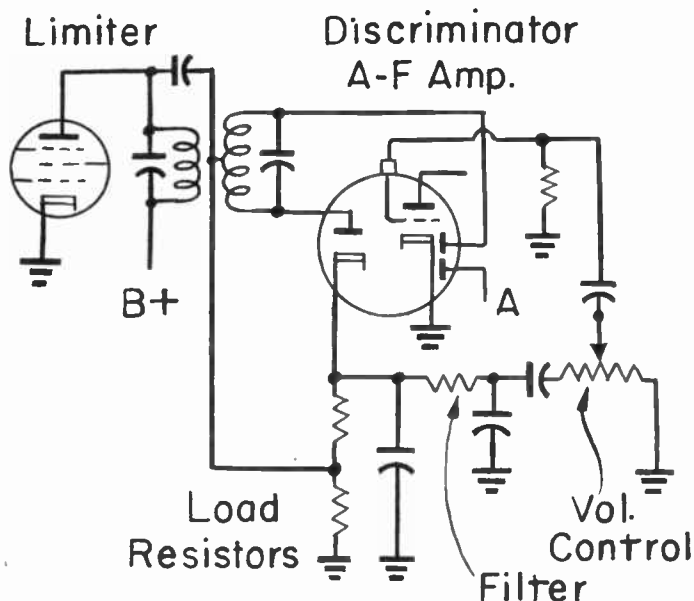 Limiter
Discriminator
A-F Amp.
B+
A
Load
Resistors
Vol.
Control
Filter